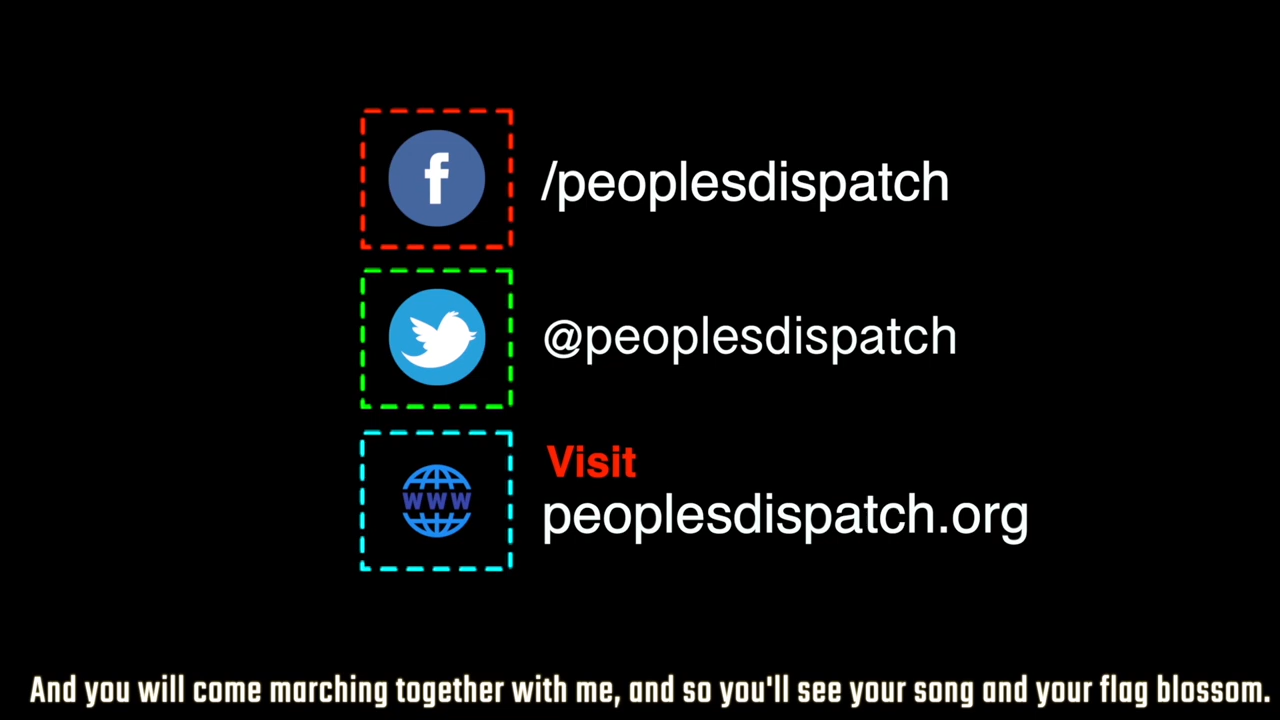 f
/peoplesdispatch
@peoplesdispatch
Visit
WWW
peoplesdispatch.org
And you will come marching together with me, and so you'll see your song and your flag blossom.